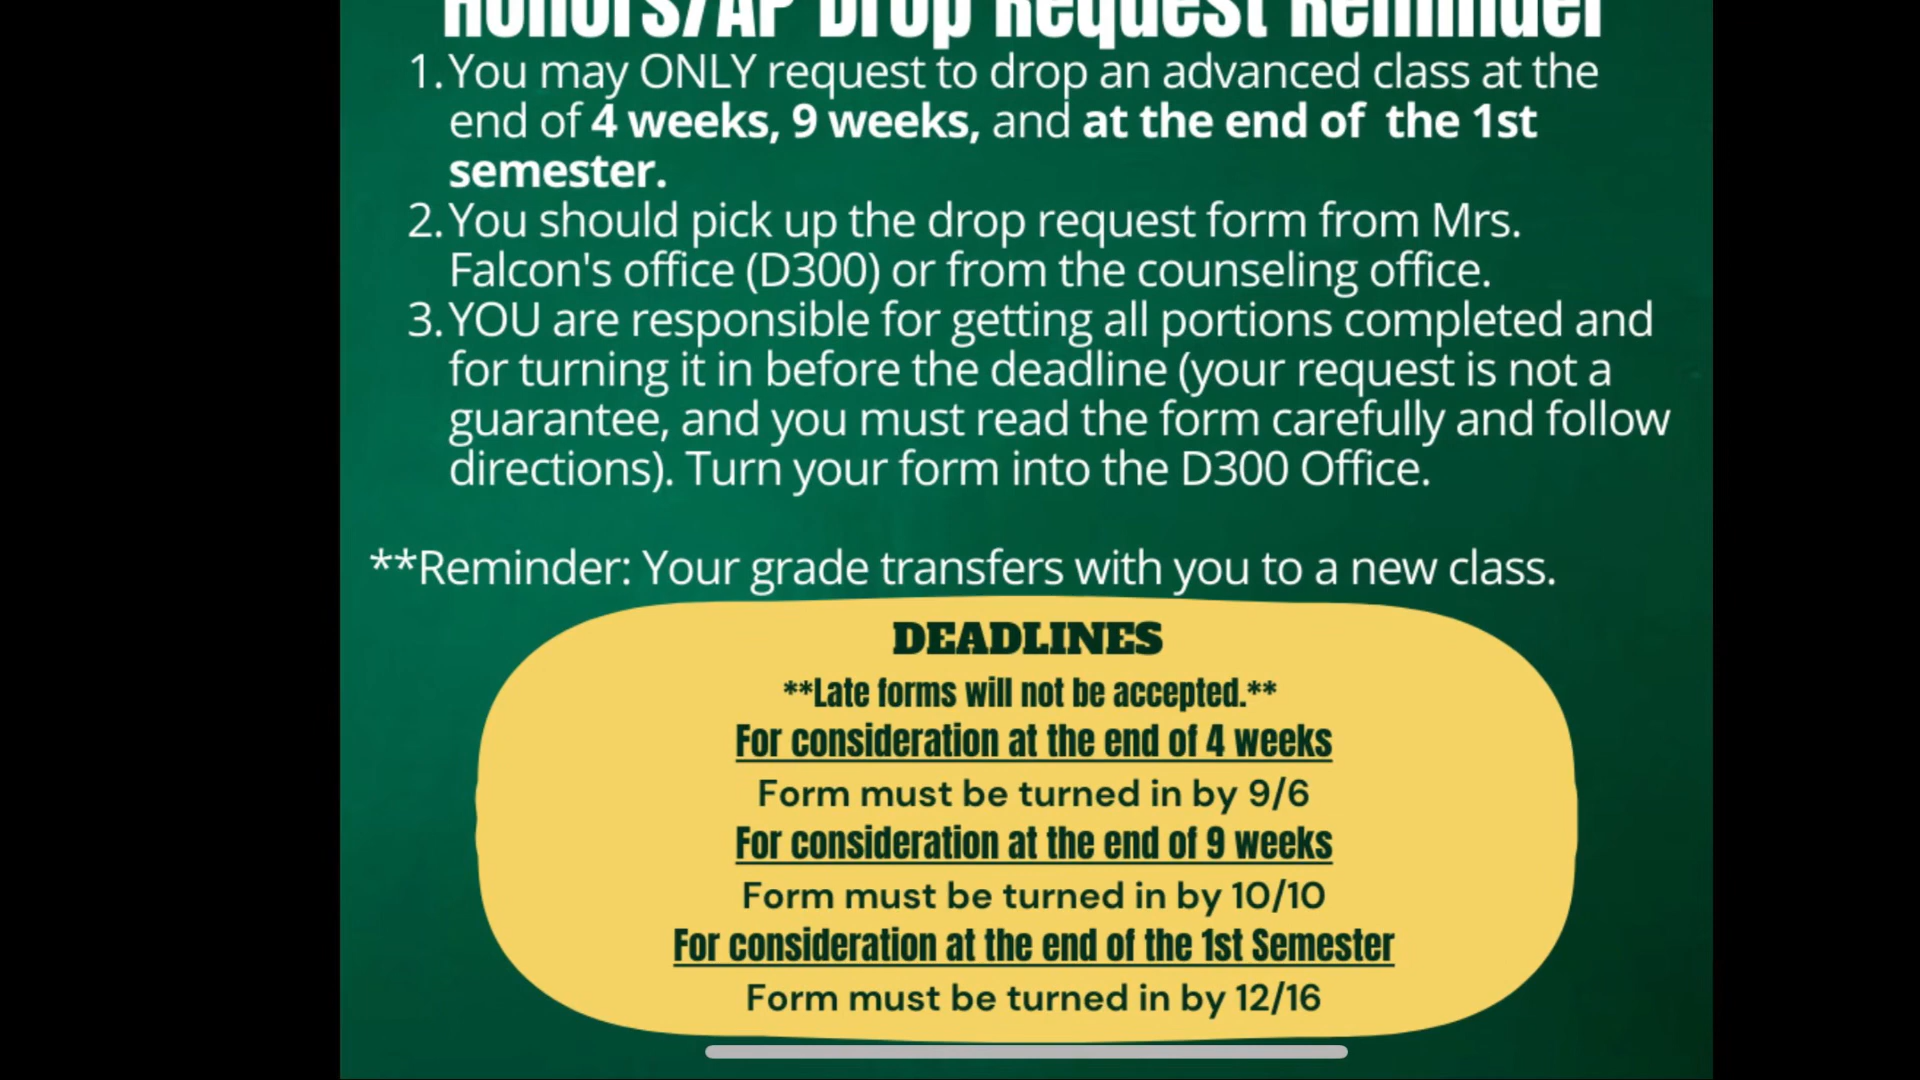 Honors/AP Drop Request Reminder
1. You may ONLY request to drop an advanced class at the
end of 4 weeks, 9 weeks, and at the end of the 1st
semester.
2. You should pick up the drop request form from Mrs.
Falcon's office (D300) or from the counseling office.
3. YOU are responsible for getting all portions completed and
for turning it in before the deadline (your request is not a
guarantee, and you must read the form carefully and follow
directions). Turn your form into the D300 Office.
**Reminder: Your grade transfers with you to a new class.
DEADLINES
**Late forms will not be accepted.**
For consideration at the end of 4 weeks
Form must be turned in by 9/6
For consideration at the end of 9 weeks
Form must be turned in by 10/10
For consideration at the end of the 1st Semester
Form must be turned in by 12/16